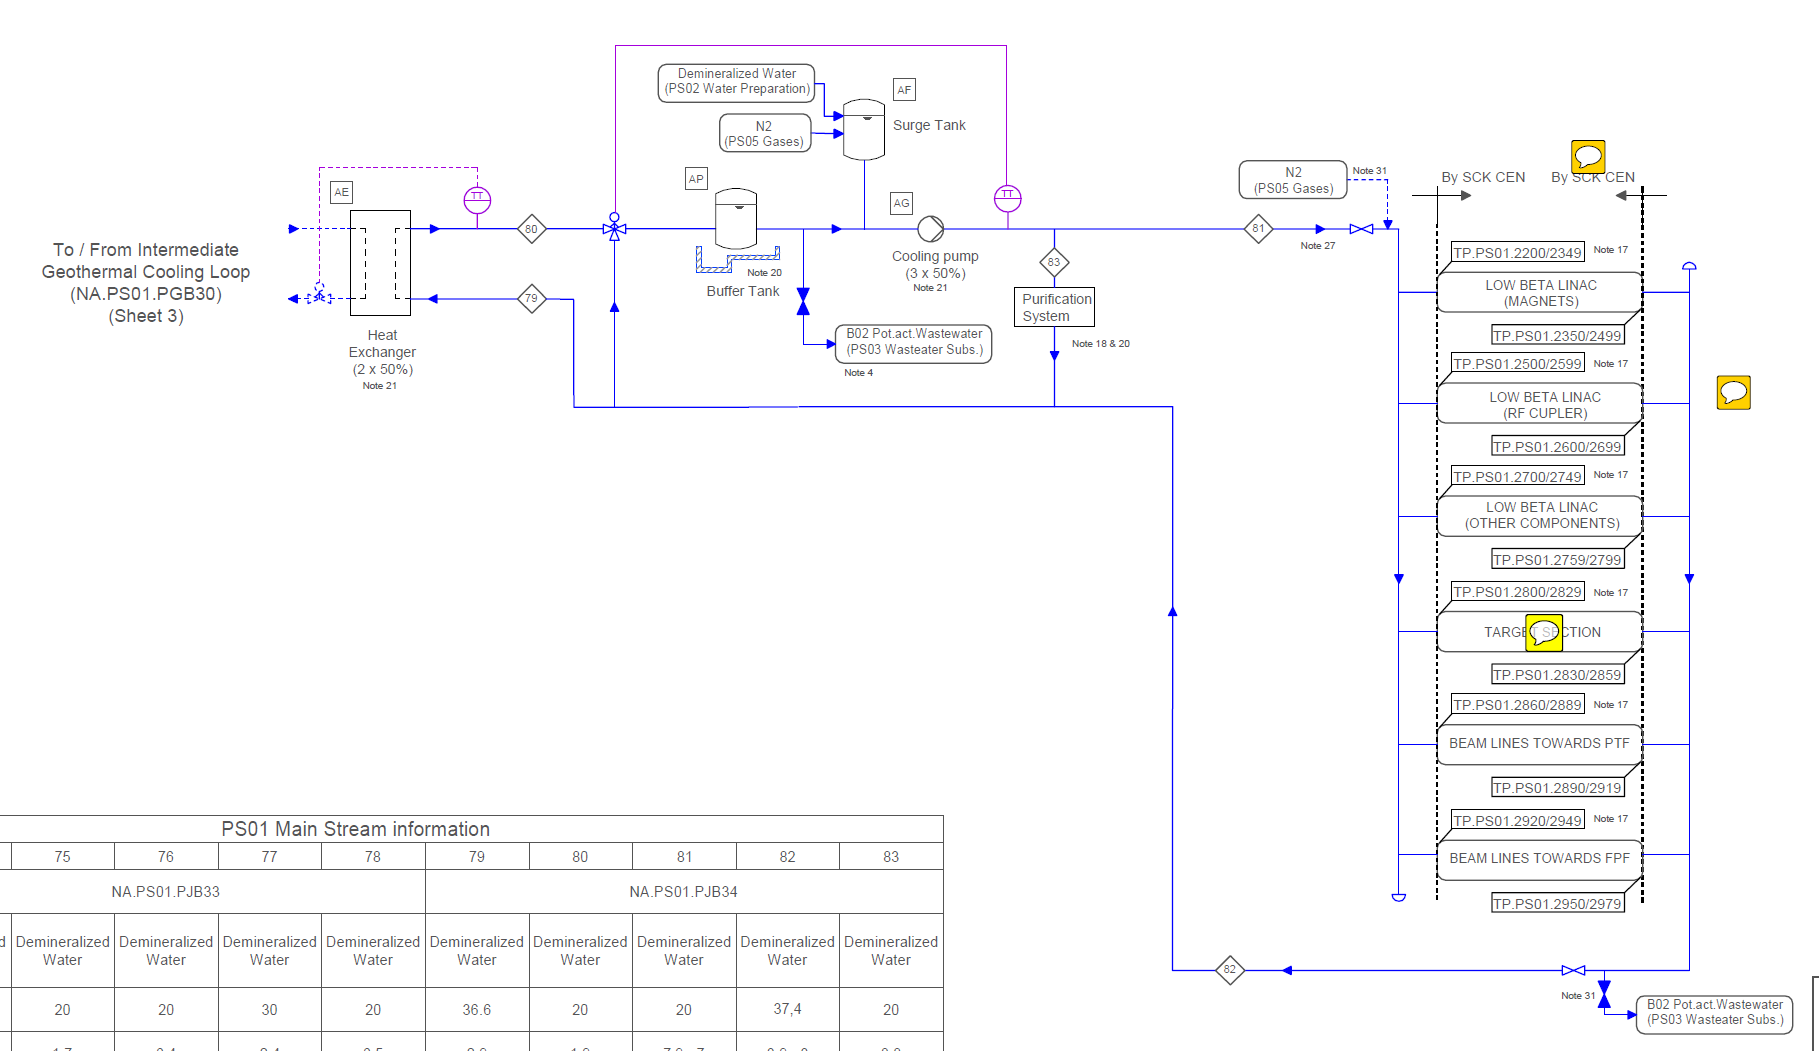 Demineralized Water
(PS02 Water Preparation)
AF
Surge Tank
N2
(PS05 Gases)
AE
TT
80
AP
AG
Cooling pump
(3 x 50%)
Note 21
TT
To / From Intermediate
Geothermal Cooling Loop
(NA.PS01.PGB30)
(Sheet 3)
79
Heat
Exchanger
(2 x 50%)
Note 21
Note 20
Buffer Tank
B02 Pot.act.Wastewater
(PS03 Wasteater Subs.)
Note 4
83
Purification
System
Note 18 & 20
N2
(PS05 Gases)
Note 31
81
Note 27
By SCK CEN
By SCK CEN
TP.PS01.2200/2349
Note 17
LOW BETA LINAC
(MAGNETS)
TP.PS01.2350/2499
TP.PS01.2500/2599
Note 17
LOW BETA LINAC
(RF CUPLER)
TP.PS01.2600/2699
TP.PS01.2700/2749
Note 17
LOW BETA LINAC
(OTHER COMPONENTS)
TP.PS01.2759/2799
TP.PS01.2800/2829
Note 17
TARGET SECTION
TP.PS01.2830/2859
TP.PS01.2860/2889
Note 17
BEAM LINES TOWARDS PTF
TP.PS01.2890/2919
TP.PS01.2920/2949
Note 17
BEAM LINES TOWARDS FPF
TP.PS01.2950/2979
82
Note 31
B02 Pot.act.Wastewater
(PS03 Wasteater Subs.)
PS01 Main Stream information
75 76 77 78 79 80 81 82 83
NA.PS01.PJB33 NA.PS01.PJB34
d Demineralized Demineralized Demineralized Demineralized Demineralized Demineralized Demineralized Demineralized Demineralized
Water Water Water Water Water Water Water Water Water
20 20 30 20 36.6 20 20 37,4 20